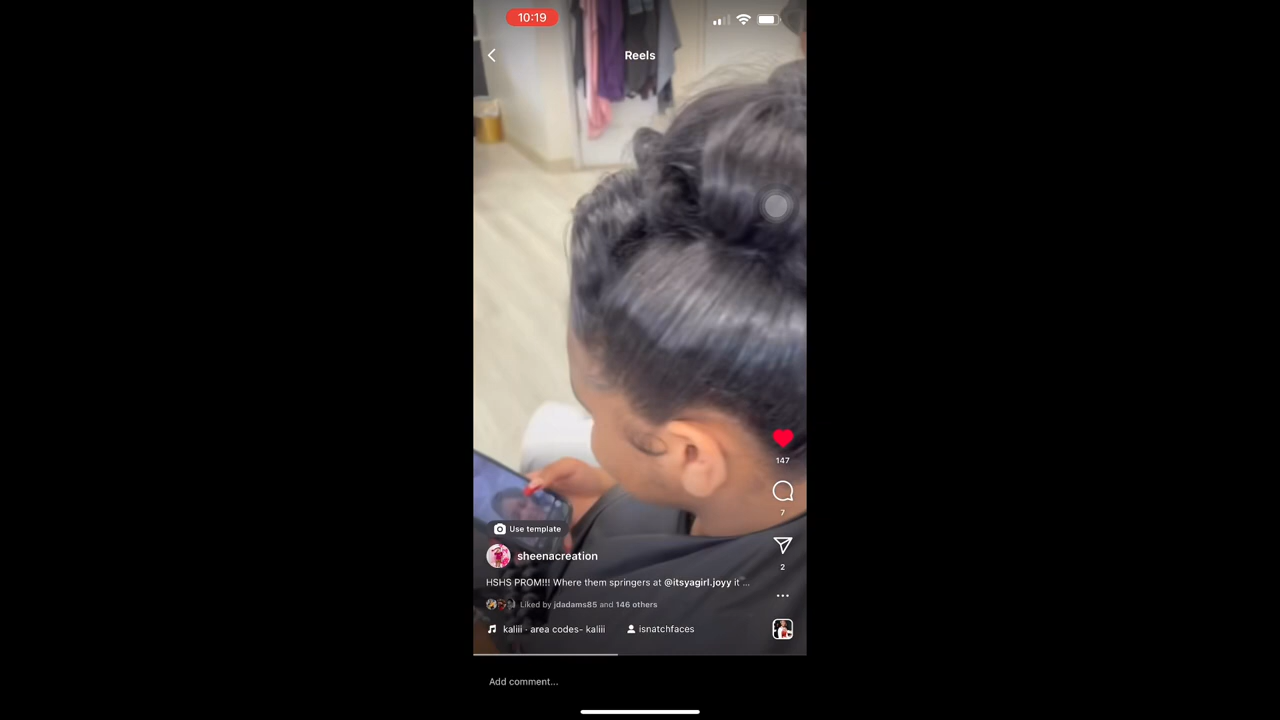 10:19
Reels
147
7
Use template
sheenacreation
2
HSHS PROM!!! Where them springers at @itsyagirl.joyy it ...
Liked by jdadams85 and 146 others
kaliii · area codes- kaliii isnatchfaces
Add comment...